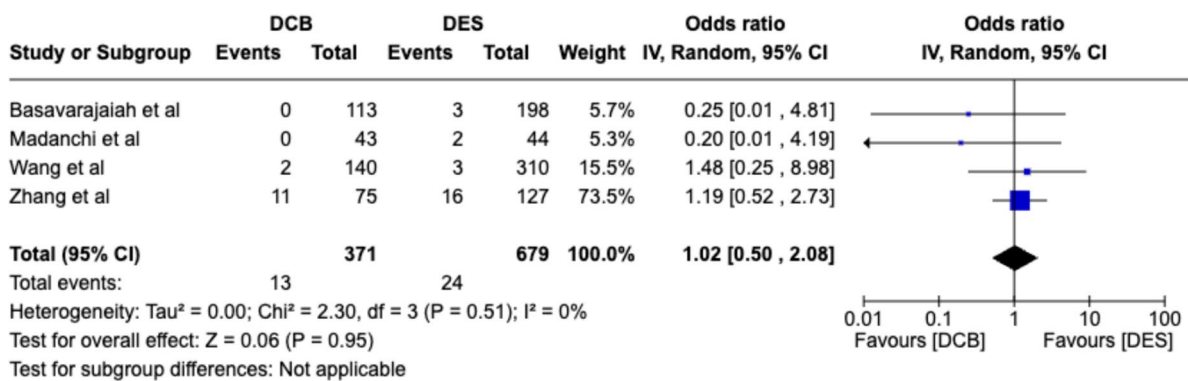 DCB DES Odds ratio Odds ratio
Study or Subgroup Events Total Events Total Weight IV, Random, 95% CI IV, Random, 95% CI
Basavarajaiah et al 0 113 3 198 5.7% 0.25 [0.01 , 4.81]
Madanchi et al 0 43 2 44 5.3% 0.20 [0.01 , 4.19]
Wang et al 2 140 3 310 15.5% 1.48 [0.25 , 8.98]
Zhang et al 11 75 16 127 73.5% 1.19 [0.52 , 2.73]
Total (95% CI) 371 679 100.0% 1.02 [0.50 , 2.08]
Total events: 13 24
Heterogeneity: Tau² = 0.00; Chi² = 2.30, df = 3 (P = 0.51); I² = 0%
Test for overall effect: Z = 0.06 (P = 0.95)
Test for subgroup differences: Not applicable
0.01 0.1 1 10 100
Favours [DCB] Favours [DES]